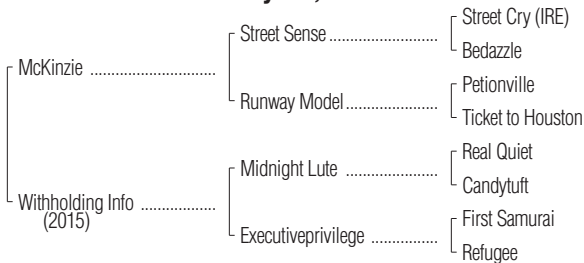 Street Cry (IRE)
Street Sense ........................
Bedazzle
McKinzie ...............................
Petionville
Runway Model.......................
Ticket to Houston
Real Quiet
Midnight Lute .......................
Candytuft
Withholding Info ..................
(2015)
First Samurai
Executiveprivilege ................
Refugee